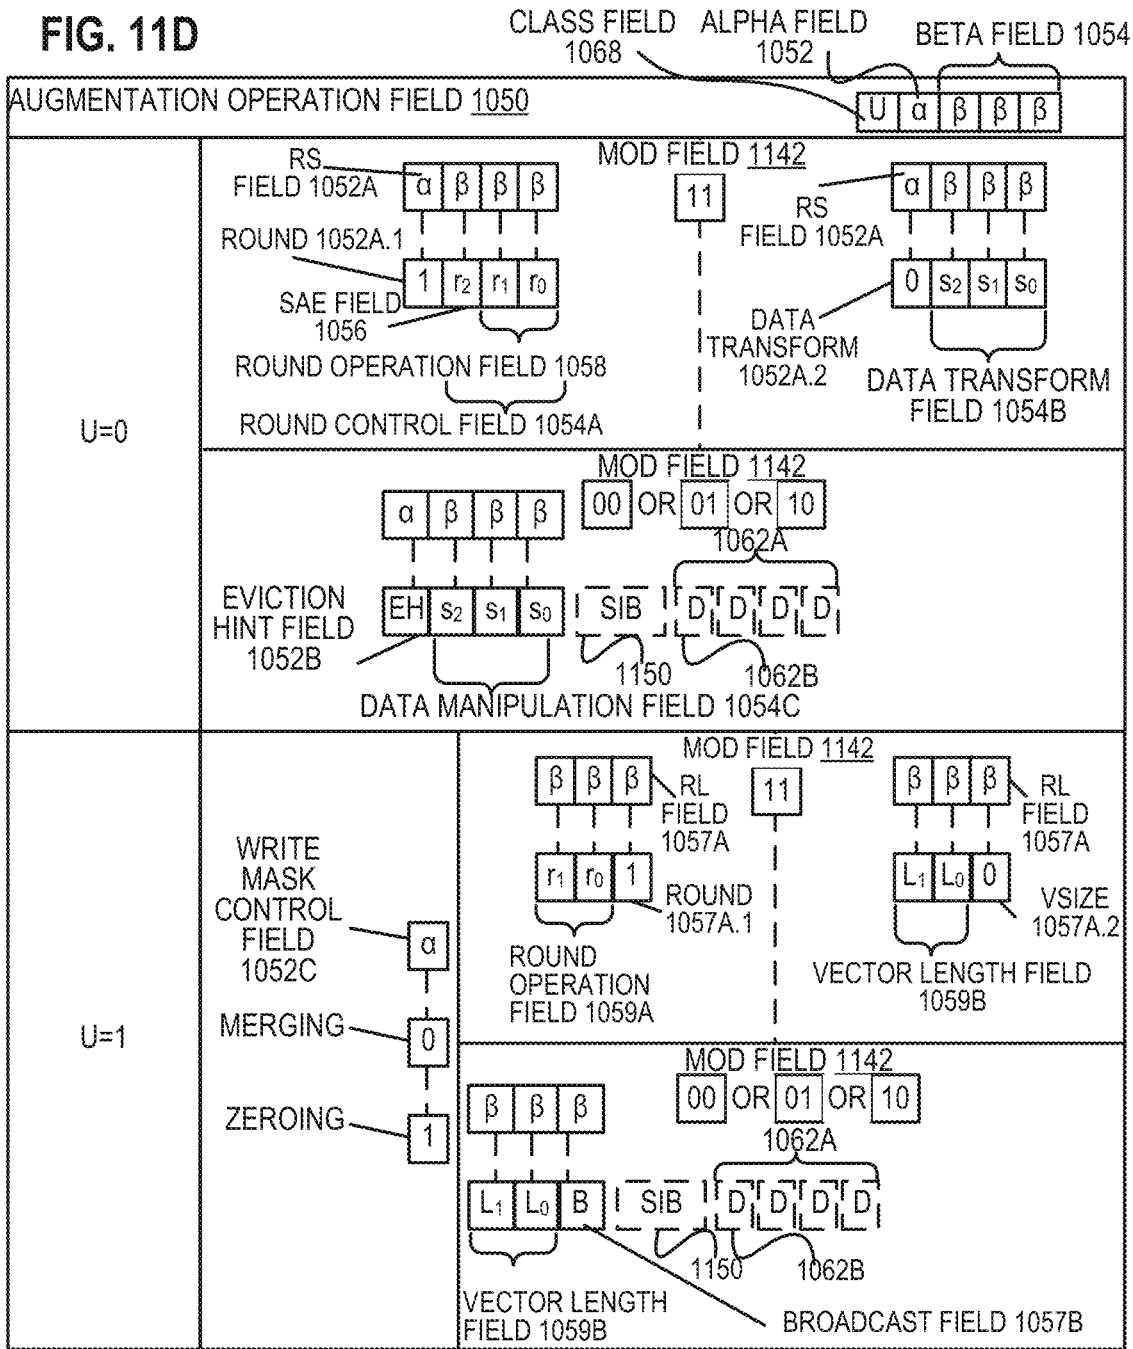 FIG. 11D
CLASS FIELD 1068
ALPHA FIELD 1052
BETA FIELD 1054
AUGMENTATION OPERATION FIELD 1050
U α β β β
U=0
MOD FIELD 1142
11
RS FIELD 1052A
α β β β
ROUND 1052A.1
1 r2 r1 r0
SAE FIELD 1056
ROUND OPERATION FIELD 1058
ROUND CONTROL FIELD 1054A
RS FIELD 1052A
α β β β
0 s2 s1 s0
DATA TRANSFORM 1052A.2
DATA TRANSFORM FIELD 1054B
MOD FIELD 1142
00 OR 01 OR 10
α β β β
1062A
EVICTION HINT FIELD 1052B
EH s2 s1 s0 SIB D D D D
1150
1062B
DATA MANIPULATION FIELD 1054C
U=1
WRITE MASK CONTROL FIELD 1052C
α
MERGING
0
ZEROING
1
MOD FIELD 1142
11
β β β
RL FIELD 1057A
r1 r0 1
ROUND 1057A.1
ROUND OPERATION FIELD 1059A
β β β
RL FIELD 1057A
L1 L0 0
VSIZE 1057A.2
VECTOR LENGTH FIELD 1059B
MOD FIELD 1142
00 OR 01 OR 10
β β β
1062A
L1 L0 B SIB D D D D
1150
1062B
VECTOR LENGTH FIELD 1059B
BROADCAST FIELD 1057B